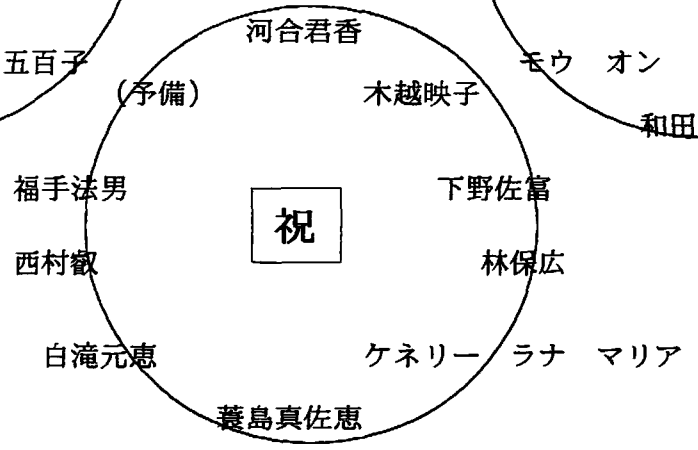 河合君香
五百子
モウ オン
(予備)
木越映子
和田
福手法男
下野佐富
祝
西村叡
林保広
白滝元恵
ケネリー ラナ マリア
蓑島真佐恵